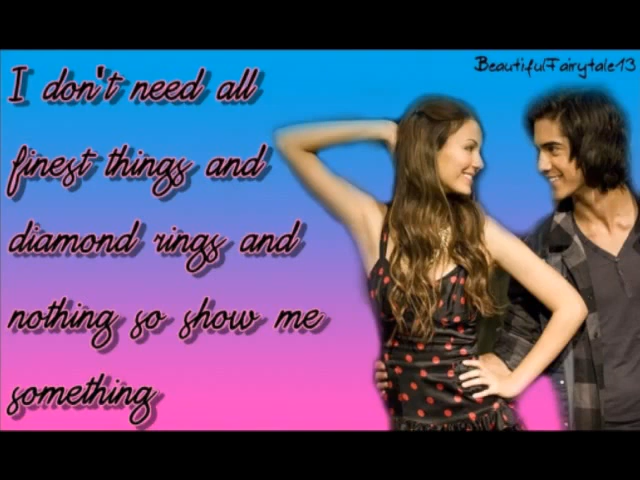 BeautifulFairytale13
I don't need all
finest things and
diamond rings and
nothing so show me
something